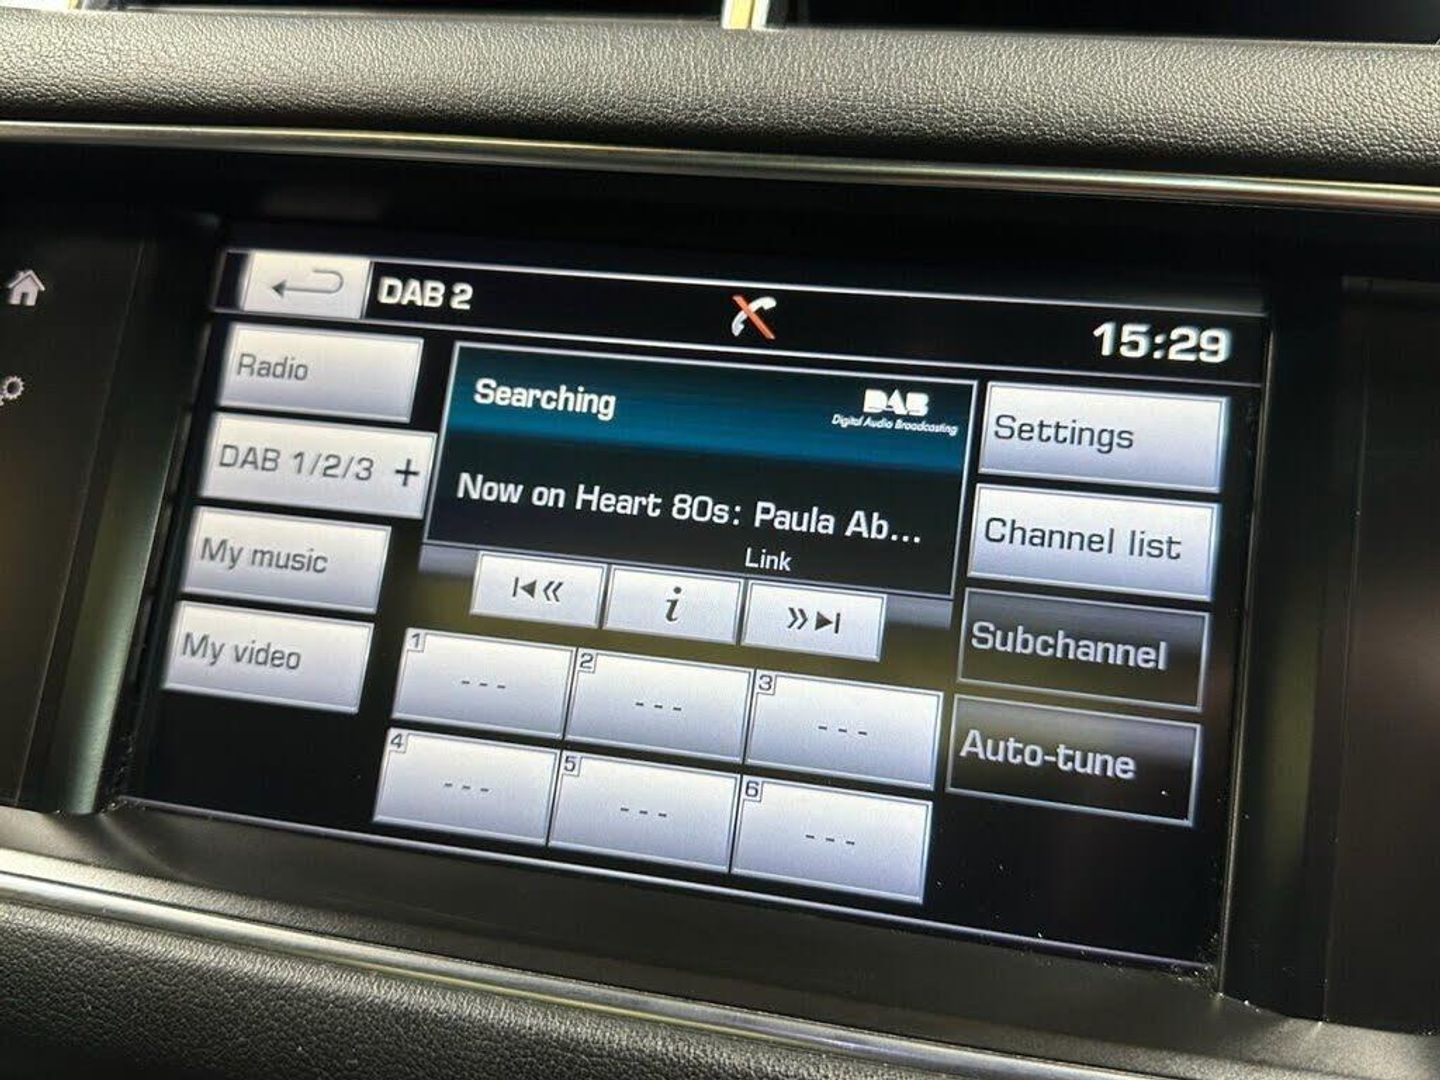 DAB 2
15:29
Radio
DAB 1/2/3 +
My music
My video
Searching
DAB
Digital Audio Broadcasting
Now on Heart 80s: Paula Ab...
Link
i
1
---
2
---
3
---
4
---
5
---
6
---
Settings
Channel list
Subchannel
Auto-tune